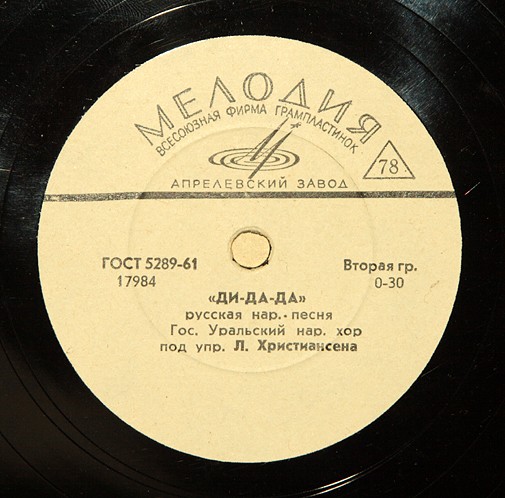 МЕЛОДИЯ
ВСЕСОЮЗНАЯ ФИРМА ГРАМПЛАСТИНОК
78
АПРЕЛЕВСКИЙ ЗАВОД
ГОСТ 5289-61 Вторая гр.
17984 0-30
«ДИ-ДА-ДА»
русская нар. песня
Гос. Уральский нар. хор
под упр. Л. Христиансена